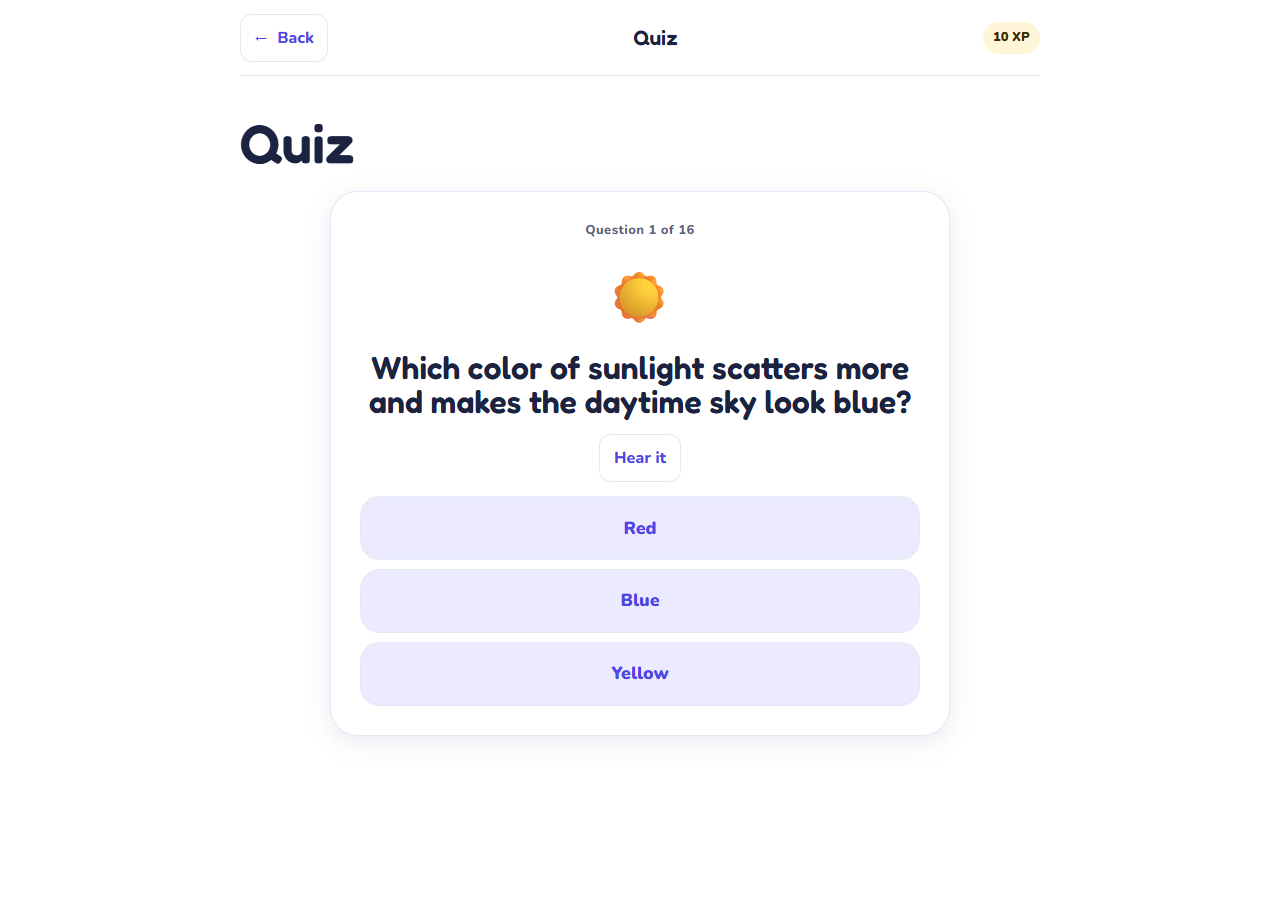 ← Back
Quiz
10 XP
Quiz
Question 1 of 16
Which color of sunlight scatters more
and makes the daytime sky look blue?
Hear it
Red
Blue
Yellow